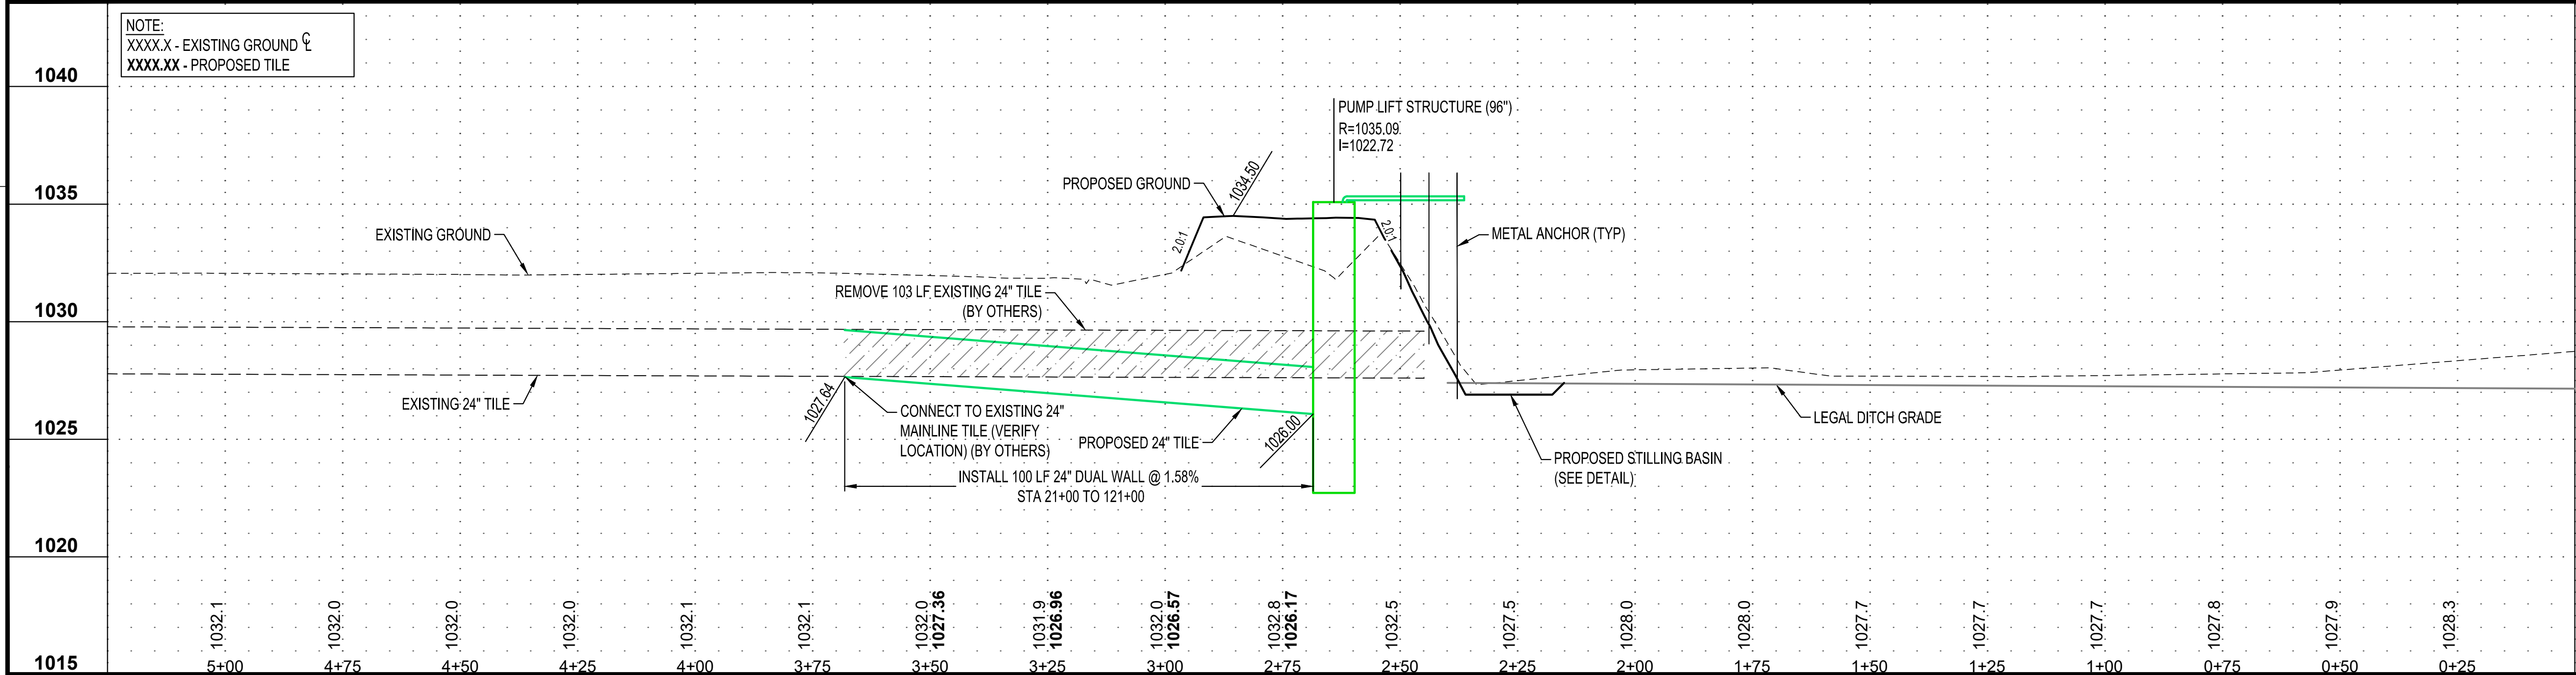 NOTE:
XXXX.X - EXISTING GROUND ℄
XXXX.XX - PROPOSED TILE
1040
1035
1030
1025
1020
1015
PUMP LIFT STRUCTURE (96")
R=1035.09
I=1022.72
PROPOSED GROUND
1034.50
2.0:1
2.0:1
METAL ANCHOR (TYP)
EXISTING GROUND
REMOVE 103 LF EXISTING 24" TILE
(BY OTHERS)
EXISTING 24" TILE
1027.64
CONNECT TO EXISTING 24"
MAINLINE TILE (VERIFY
LOCATION) (BY OTHERS)
PROPOSED 24" TILE
1026.00
INSTALL 100 LF 24" DUAL WALL @ 1.58%
STA 21+00 TO 121+00
LEGAL DITCH GRADE
PROPOSED STILLING BASIN
(SEE DETAIL)
1032.1
1032.0
1032.0
1032.0
1032.1
1032.1
1032.0
1027.36
1031.9
1026.96
1032.0
1026.57
1032.8
1026.17
1032.5
1027.5
1028.0
1028.0
1027.7
1027.7
1027.7
1027.8
1027.9
1028.3
5+00
4+75
4+50
4+25
4+00
3+75
3+50
3+25
3+00
2+75
2+50
2+25
2+00
1+75
1+50
1+25
1+00
0+75
0+50
0+25